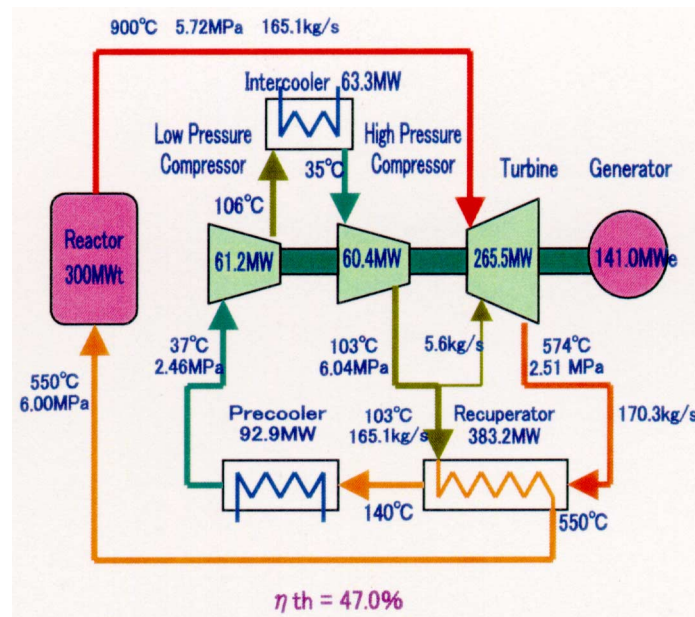 900℃ 5.72MPa 165.1kg/s
Intercooler 63.3MW
Low Pressure
Compressor
High Pressure
Compressor
Turbine
Generator
35℃
106℃
Reactor
300MWt
61.2MW
60.4MW
265.5MW
141.0MWe
37℃
2.46MPa
103℃
6.04MPa
5.6kg/s
574℃
2.51 MPa
550℃
6.00MPa
Precooler
92.9MW
103℃
165.1kg/s
Recuperator
383.2MW
170.3kg/s
140℃
550℃
η th = 47.0%